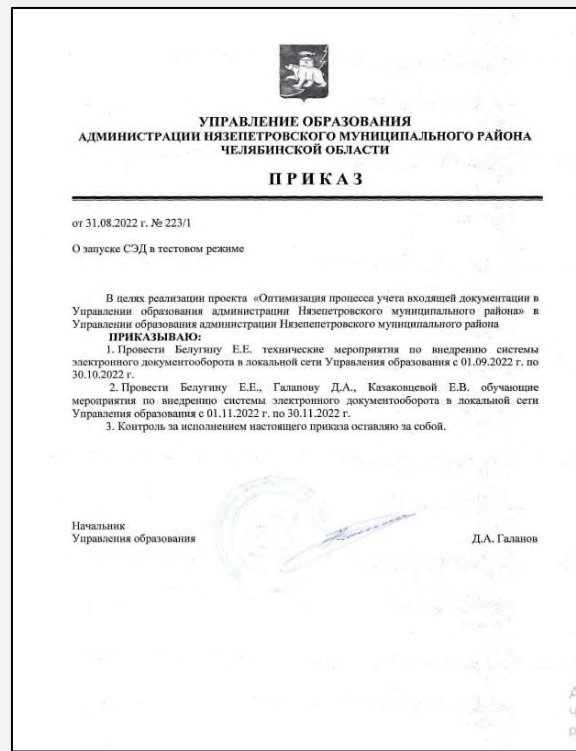 УПРАВЛЕНИЕ ОБРАЗОВАНИЯ
АДМИНИСТРАЦИИ НЯЗЕПЕТРОВСКОГО МУНИЦИПАЛЬНОГО РАЙОНА
ЧЕЛЯБИНСКОЙ ОБЛАСТИ
ПРИКАЗ
от 31.08.2022 г. № 223/1
О запуске СЭД в тестовом режиме
В целях реализации проекта «Оптимизация процесса учета входящей документации в
Управлении образования администрации Нязепетровского муниципального района» в
Управлении образования администрации Нязепепетровского муниципального района
ПРИКАЗЫВАЮ:
1. Провести Белугину Е.Е. технические мероприятия по внедрению системы
электронного документооборота в локальной сети Управления образования с 01.09.2022 г. по
30.10.2022 г.
2. Провести Белугину Е.Е., Галанову Д.А., Казаковцевой Е.В. обучающие
мероприятия по внедрению системы электронного документооборота в локальной сети
Управления образования с 01.11.2022 г. по 30.11.2022 г.
3. Контроль за исполнением настоящего приказа оставляю за собой.
Начальник
Управления образования
Д.А. Галанов